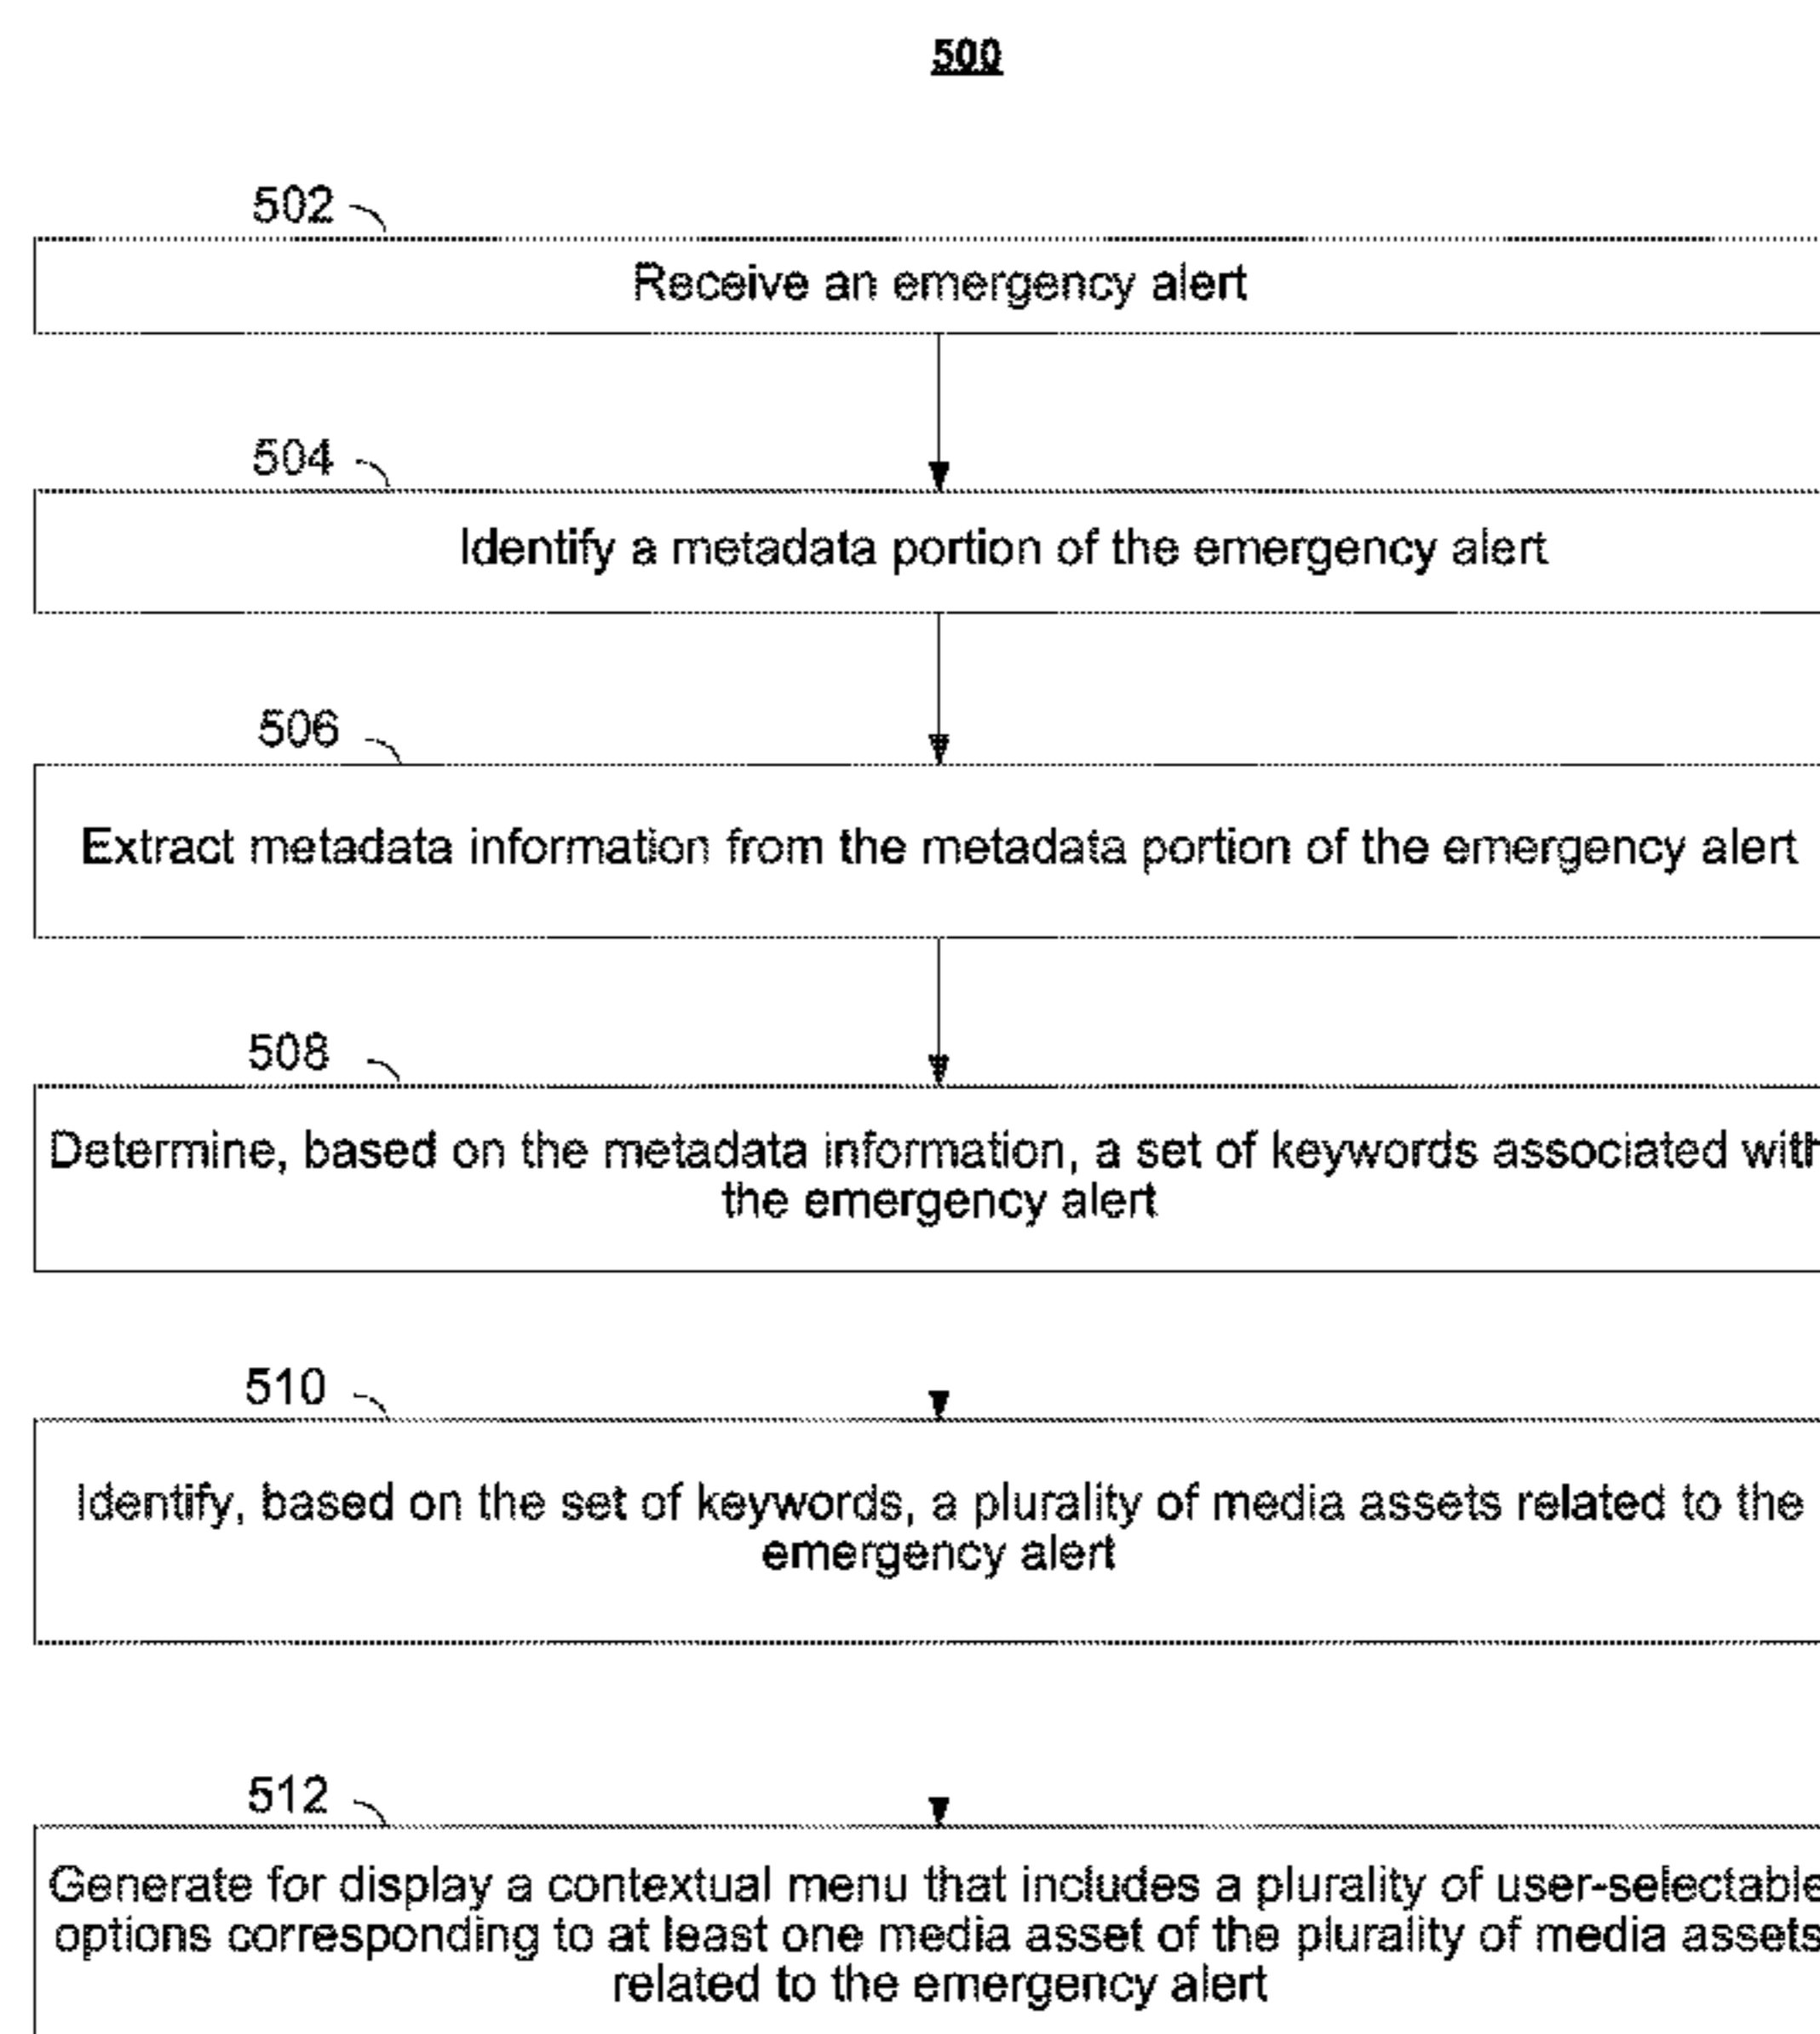 500
502
Receive an emergency alert
504
Identify a metadata portion of the emergency alert
506
Extract metadata information from the metadata portion of the emergency alert
508
Determine, based on the metadata information, a set of keywords associated with
the emergency alert
510
Identify, based on the set of keywords, a plurality of media assets related to the
emergency alert
512
Generate for display a contextual menu that includes a plurality of user-selectable
options corresponding to at least one media asset of the plurality of media assets
related to the emergency alert